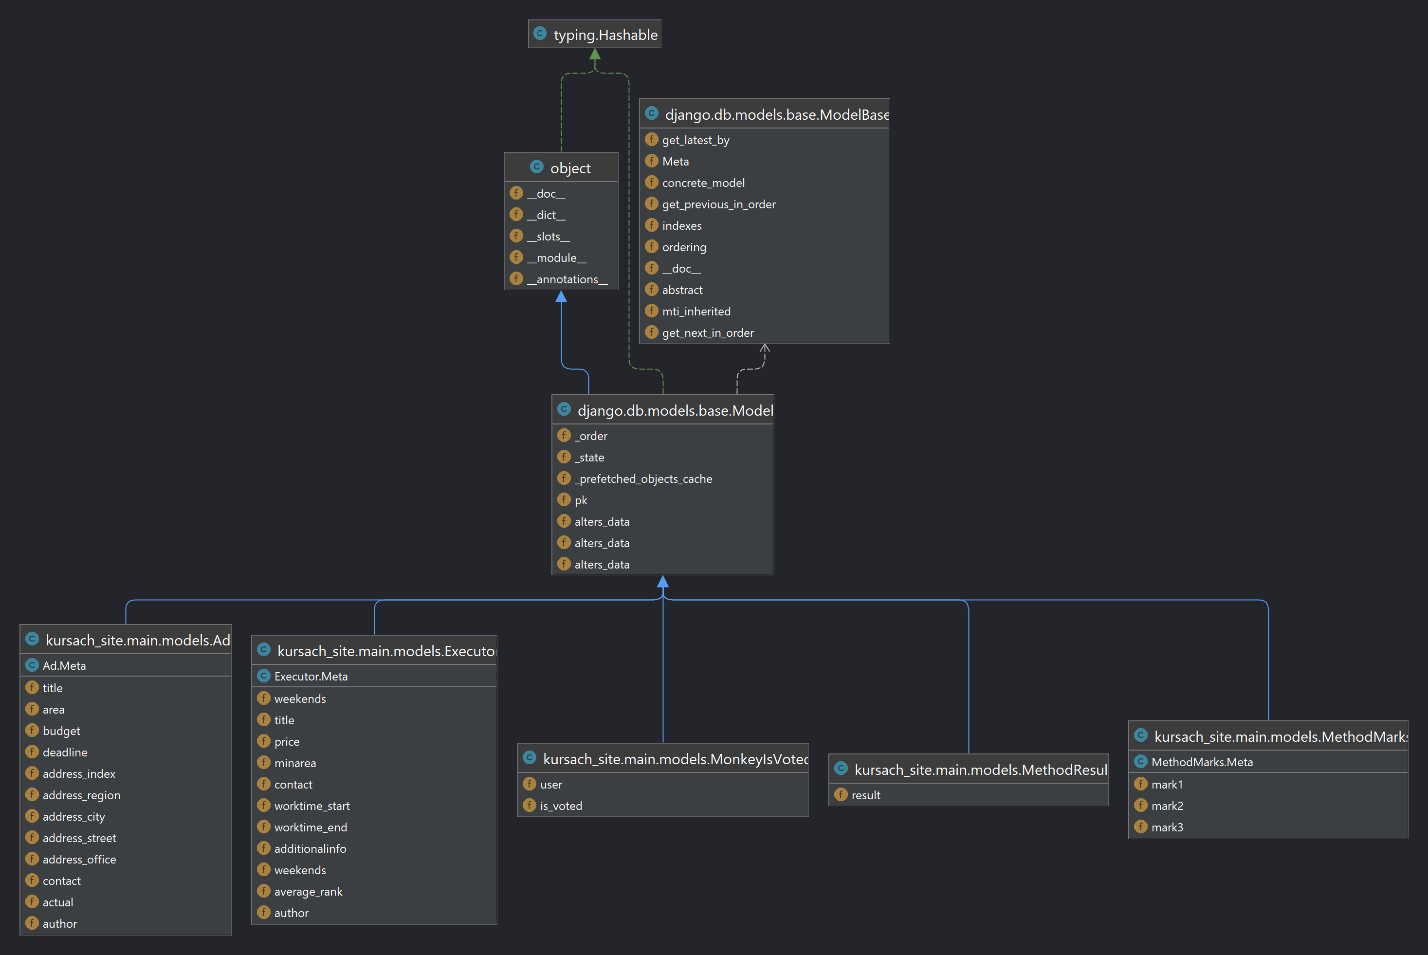 typing.Hashable
django.db.models.base.ModelBase
get_latest_by
Meta
concrete_model
get_previous_in_order
indexes
ordering
__doc__
abstract
mti_inherited
get_next_in_order
object
__doc__
__dict__
__slots__
__module__
__annotations__
django.db.models.base.Model
_order
_state
_prefetched_objects_cache
pk
alters_data
alters_data
alters_data
kursach_site.main.models.Ad
Ad.Meta
title
area
budget
deadline
address_index
address_region
address_city
address_street
address_office
contact
actual
author
kursach_site.main.models.Executor
Executor.Meta
weekends
title
price
minarea
contact
worktime_start
worktime_end
additionalinfo
weekends
average_rank
author
kursach_site.main.models.MonkeyIsVoted
user
is_voted
kursach_site.main.models.MethodResul
result
kursach_site.main.models.MethodMarks
MethodMarks.Meta
mark1
mark2
mark3